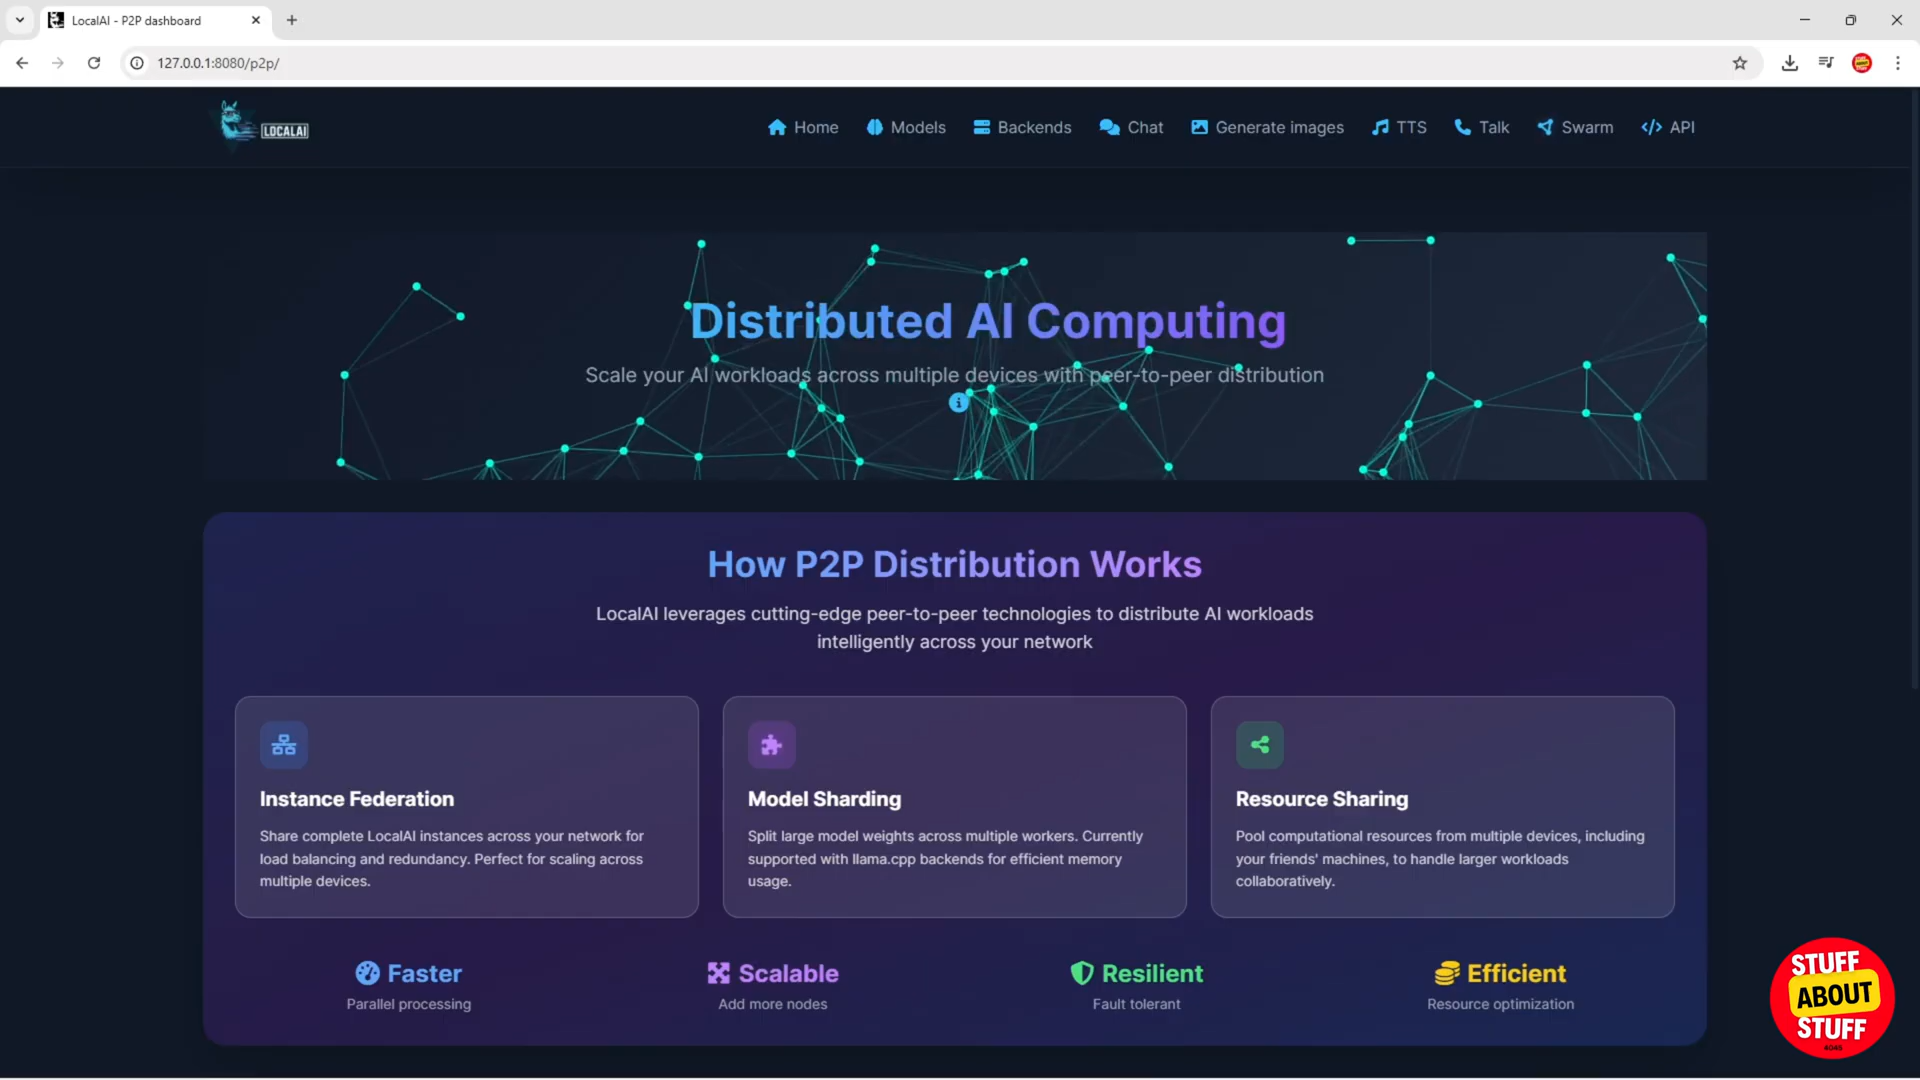 LocalAI - P2P dashboard
127.0.0.1:8080/p2p/
LOCALAI
Home
Models
Backends
Chat
Generate images
TTS
Talk
Swarm
API
Distributed AI Computing
Scale your AI workloads across multiple devices with peer-to-peer distribution
How P2P Distribution Works
LocalAI leverages cutting-edge peer-to-peer technologies to distribute AI workloads
intelligently across your network
Instance Federation
Share complete LocalAI instances across your network for
load balancing and redundancy. Perfect for scaling across
multiple devices.
Model Sharding
Split large model weights across multiple workers. Currently
supported with llama.cpp backends for efficient memory
usage.
Resource Sharing
Pool computational resources from multiple devices, including
your friends' machines, to handle larger workloads
collaboratively.
Faster
Parallel processing
Scalable
Add more nodes
Resilient
Fault tolerant
Efficient
Resource optimization
STUFF
ABOUT
STUFF